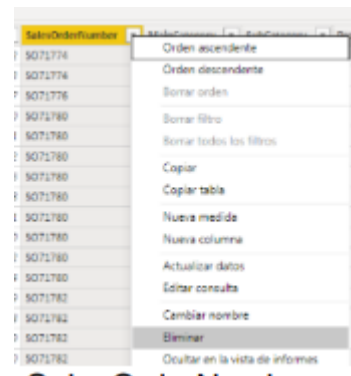 SalesOrderNumber
SO71774
Orden ascendente
SO71774
Orden descendente
SO71776
Borrar orden
SO71780
Borrar filtro
SO71780
Borrar todos los filtros
SO71780
SO71780
Copiar
SO71780
Copiar tabla
SO71780
Nueva medida
SO71780
Nueva columna
SO71780
Actualizar datos
SO71780
Editar consulta
SO71782
Cambiar nombre
SO71782
SO71782
Eliminar
SO71782
Ocultar en la vista de informes